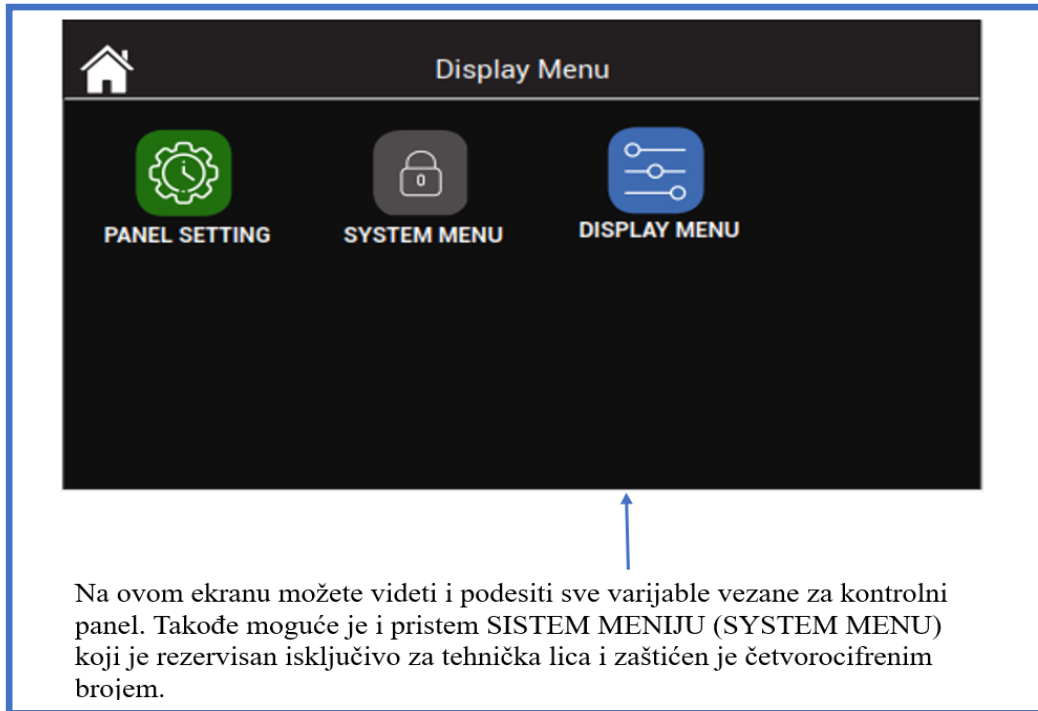 Display Menu
PANEL SETTING
SYSTEM MENU
DISPLAY MENU
Na ovom ekranu možete videti i podesiti sve varijable vezane za kontrolni
panel. Takođe moguće je i pristem SISTEM MENIJU (SYSTEM MENU)
koji je rezervisan isključivo za tehnička lica i zaštićen je četvorocifrenim
brojem.